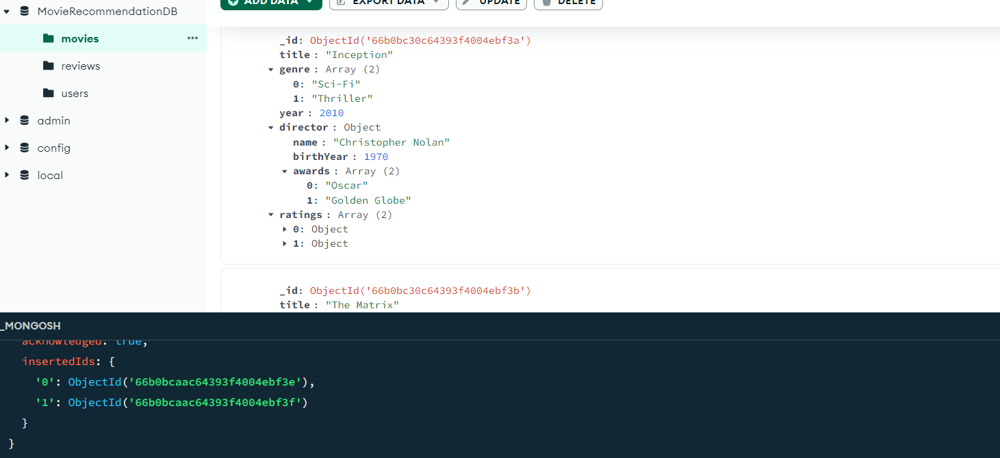 MovieRecommendationDB
movies
reviews
users
admin
config
local
ADD DATA
EXPORT DATA
UPDATE
DELETE
_id: ObjectId('66b0bc30c64393f4004ebf3a')
title : "Inception"
genre : Array (2)
0: "Sci-Fi"
1: "Thriller"
year : 2010
director : Object
name : "Christopher Nolan"
birthYear : 1970
awards : Array (2)
0: "Oscar"
1: "Golden Globe"
ratings : Array (2)
0: Object
1: Object
_id: ObjectId('66b0bc30c64393f4004ebf3b')
title : "The Matrix"
_MONGOSH
acknowledged: true,
insertedIds: {
'0': ObjectId('66b0bcaac64393f4004ebf3e'),
'1': ObjectId('66b0bcaac64393f4004ebf3f')
}
}